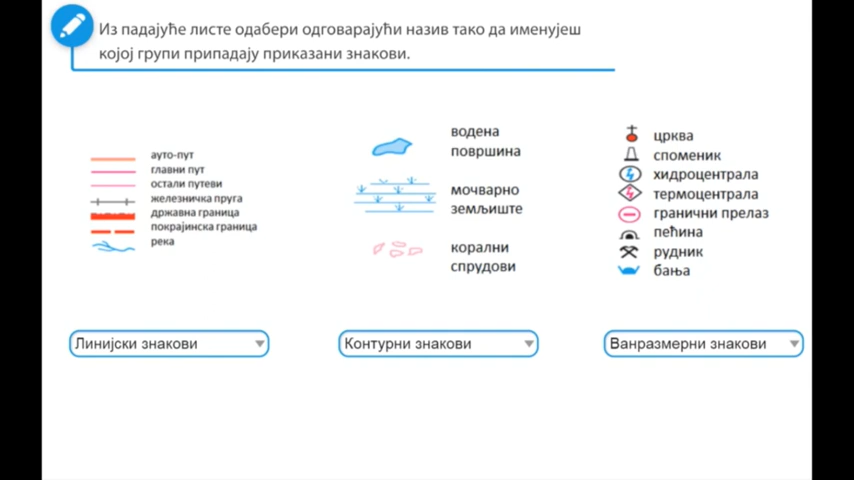 Из падајуће листе одабери одговарајући назив тако да именујеш
којој групи припадају приказани знакови.
ауто-пут
главни пут
остали путеви
железничка пруга
државна граница
покрајинска граница
река
водена
површина
мочварно
земљиште
корални
спрудови
црква
споменик
хидроцентрала
термоцентрала
гранични прелаз
пећина
рудник
бања
Линијски знакови
Контурни знакови
Ванразмерни знакови